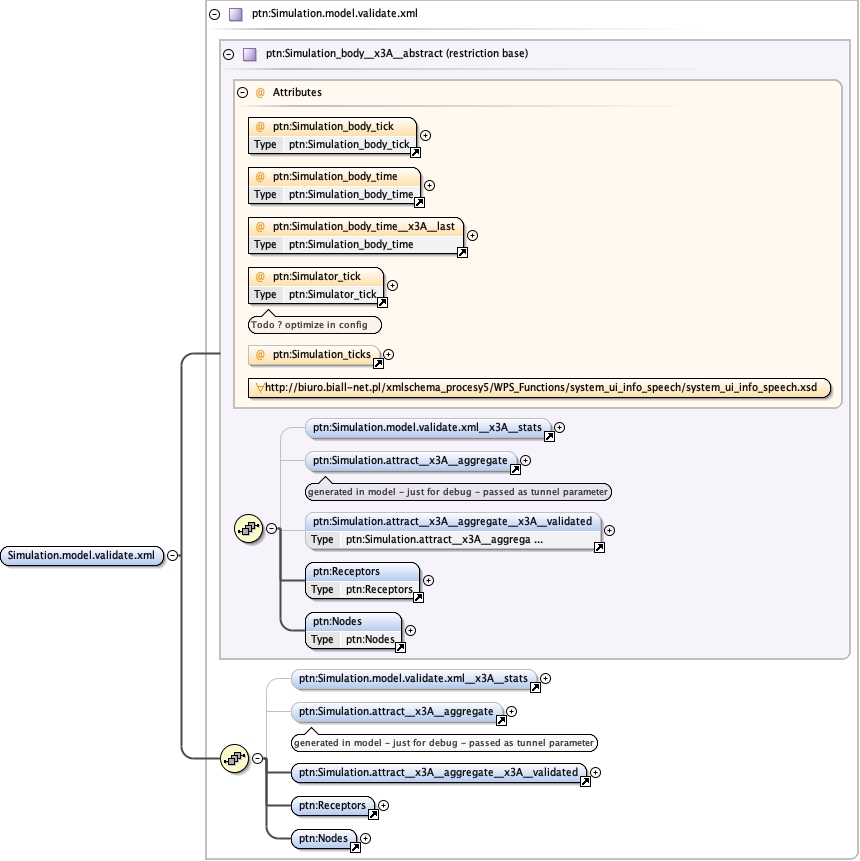 ptn:Simulation.model.validate.xml
ptn:Simulation_body__x3A__abstract (restriction base)
@ Attributes
@ ptn:Simulation_body_tick
Type ptn:Simulation_body_tick
@ ptn:Simulation_body_time
Type ptn:Simulation_body_time
@ ptn:Simulation_body_time__x3A__last
Type ptn:Simulation_body_time
@ ptn:Simulator_tick
Type ptn:Simulator_tick
Todo ? optimize in config
@ ptn:Simulation_ticks
http://biuro.biall-net.pl/xmlschema_procesy5/WPS_Functions/system_ui_info_speech/system_ui_info_speech.xsd
ptn:Simulation.model.validate.xml__x3A__stats
ptn:Simulation.attract__x3A__aggregate
generated in model - just for debug - passed as tunnel parameter
ptn:Simulation.attract__x3A__aggregate__x3A__validated
Type ptn:Simulation.attract__x3A__aggrega ...
ptn:Receptors
Type ptn:Receptors
ptn:Nodes
Type ptn:Nodes
Simulation.model.validate.xml
ptn:Simulation.model.validate.xml__x3A__stats
ptn:Simulation.attract__x3A__aggregate
generated in model - just for debug - passed as tunnel parameter
ptn:Simulation.attract__x3A__aggregate__x3A__validated
ptn:Receptors
ptn:Nodes